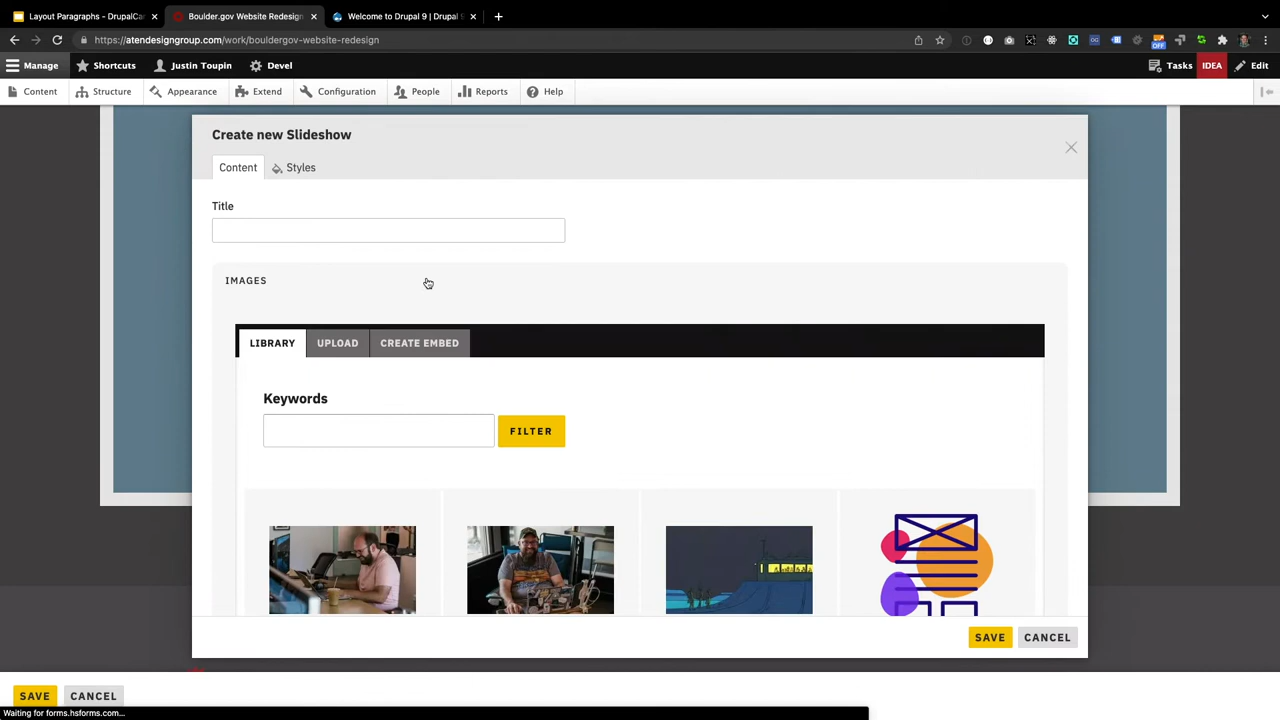 Layout Paragraphs - DrupalCa
Boulder.gov Website Redesign
Welcome to Drupal 9 | Drupal
https://atendesigngroup.com/work/bouldergov-website-redesign
OFF
Manage
Shortcuts
Justin Toupin
Devel
Tasks
IDEA
Edit
Content
Structure
Appearance
Extend
Configuration
People
Reports
Help
Create new Slideshow
Content
Styles
Title
IMAGES
LIBRARY
UPLOAD
CREATE EMBED
Keywords
FILTER
SAVE
CANCEL
SAVE
CANCEL
Waiting for forms.hsforms.com...